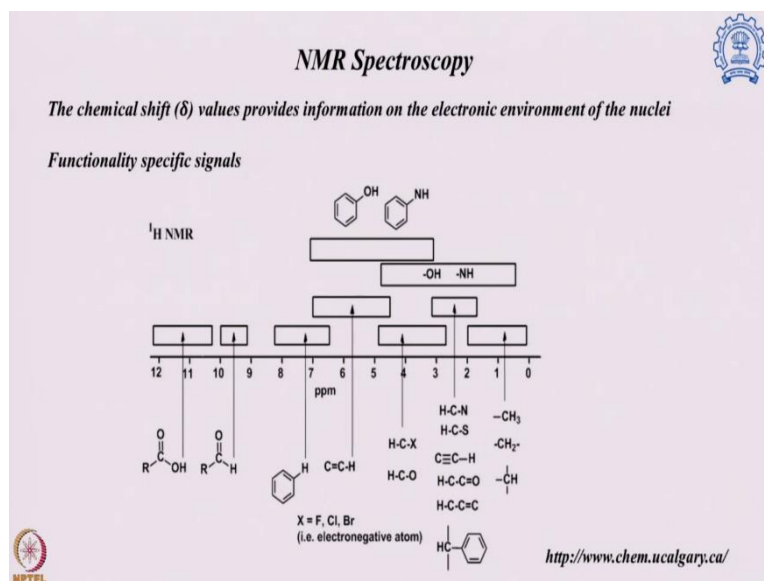 NMR Spectroscopy
The chemical shift (δ) values provides information on the electronic environment of the nuclei
Functionality specific signals
OH NH
¹H NMR
-OH -NH
12 11 10 9 8 7 6 5 4 3 2 1 0
ppm
O O H-C-N –CH₃
R C OH R C H H C=C-H H-C-X H-C-S -CH₂-
H-C-O C≡C–H –CH
H-C-C=O
H-C-C=C
X = F, Cl, Br
(i.e. electronegative atom)
HC
http://www.chem.ucalgary.ca/
NPTEL